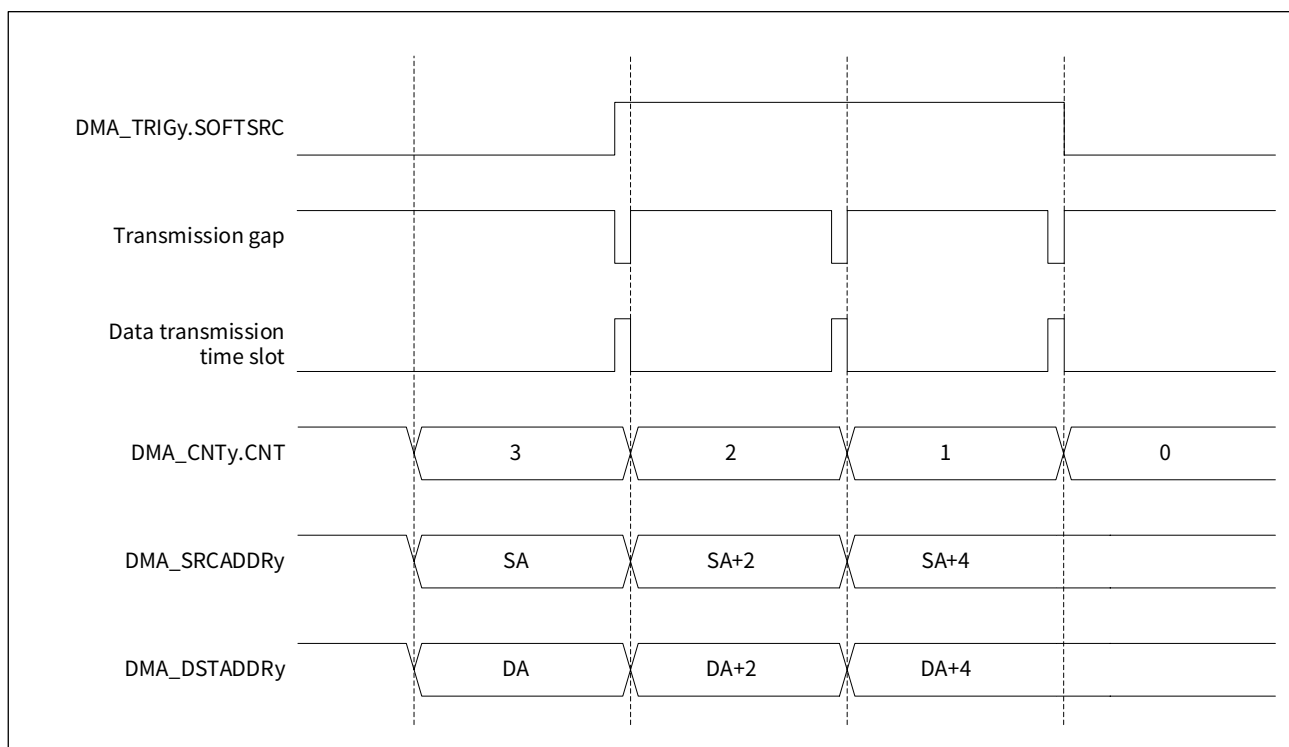 DMA_TRIGy.SOFTSRC
Transmission gap
Data transmission
time slot
DMA_CNTy.CNT 3 2 1 0
DMA_SRCADDRy SA SA+2 SA+4
DMA_DSTADDRy DA DA+2 DA+4